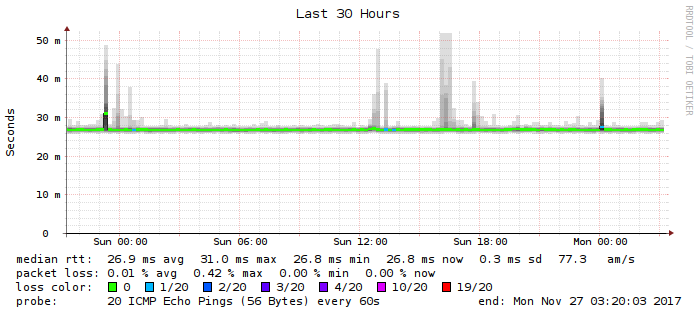 Last 30 Hours
RRDTOOL / TOBI OETIKER
Seconds
50 m
40 m
30 m
20 m
10 m
0
Sun 00:00 Sun 06:00 Sun 12:00 Sun 18:00 Mon 00:00
median rtt: 26.9 ms avg 31.0 ms max 26.8 ms min 26.8 ms now 0.3 ms sd 77.3 am/s
packet loss: 0.01 % avg 0.42 % max 0.00 % min 0.00 % now
loss color: 0 1/20 2/20 3/20 4/20 10/20 19/20
probe: 20 ICMP Echo Pings (56 Bytes) every 60s end: Mon Nov 27 03:20:03 2017